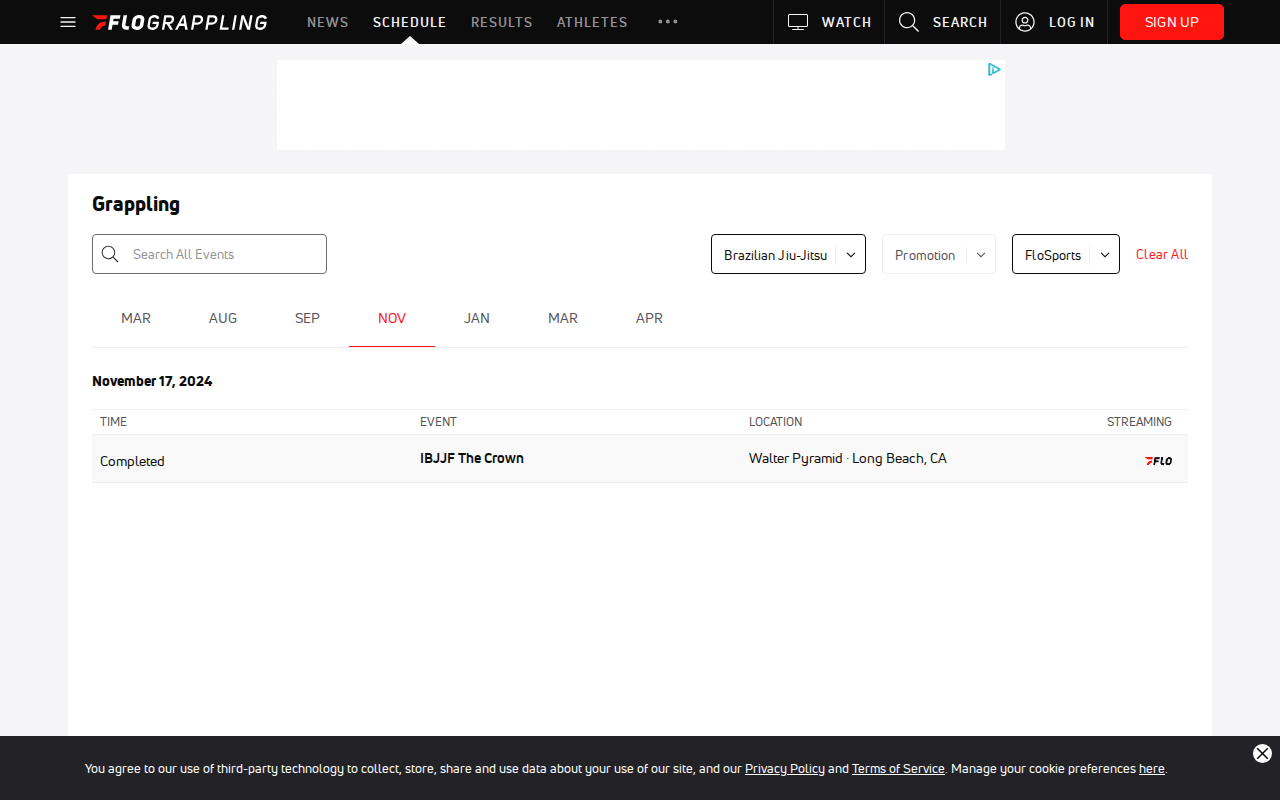 FLOGRAPPLING NEWS SCHEDULE RESULTS ATHLETES WATCH SEARCH LOG IN SIGN UP
Grappling
Search All Events Brazilian Jiu-Jitsu Promotion FloSports Clear All
MAR AUG SEP NOV JAN MAR APR
November 17, 2024
TIME EVENT LOCATION STREAMING
Completed IBJJF The Crown Walter Pyramid · Long Beach, CA FLO
You agree to our use of third-party technology to collect, store, share and use data about your use of our site, and our Privacy Policy and Terms of Service. Manage your cookie preferences here.